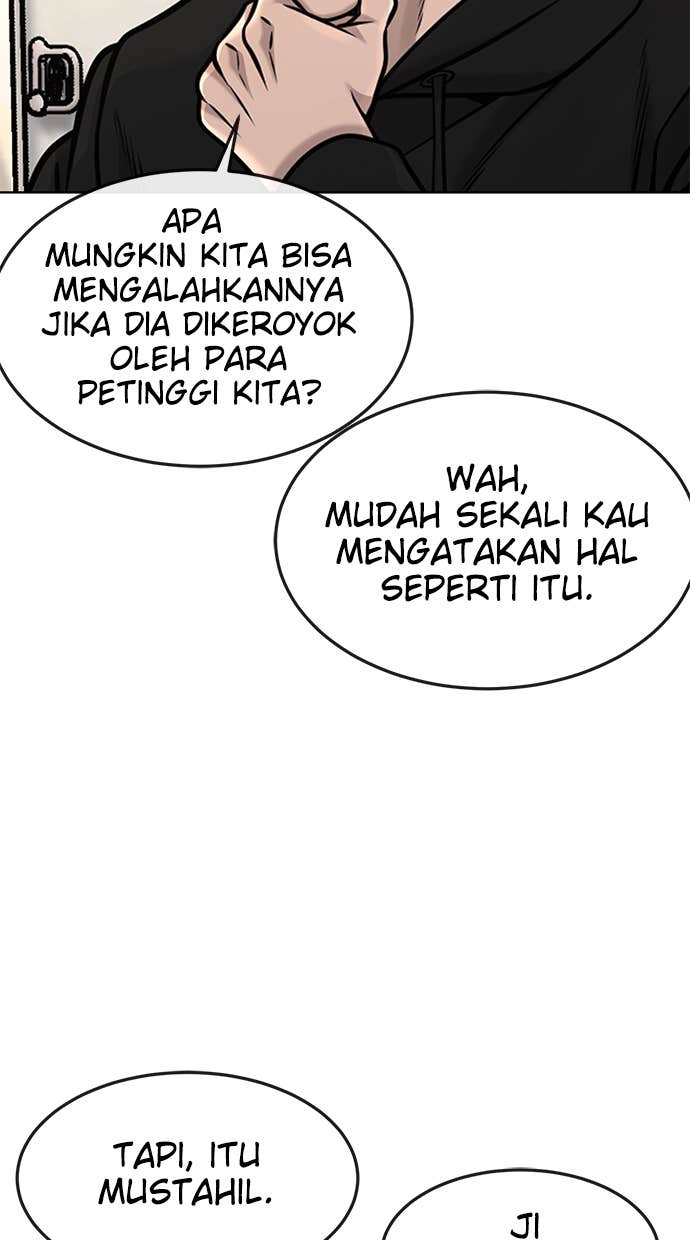 APA
MUNGKIN KITA BISA
MENGALAHKANNYA
JIKA DIA DIKEROYOK
OLEH PARA
PETINGGI KITA?
WAH,
MUDAH SEKALI KAU
MENGATAKAN HAL
SEPERTI ITU.
TAPI, ITU
MUSTAHIL.
JI